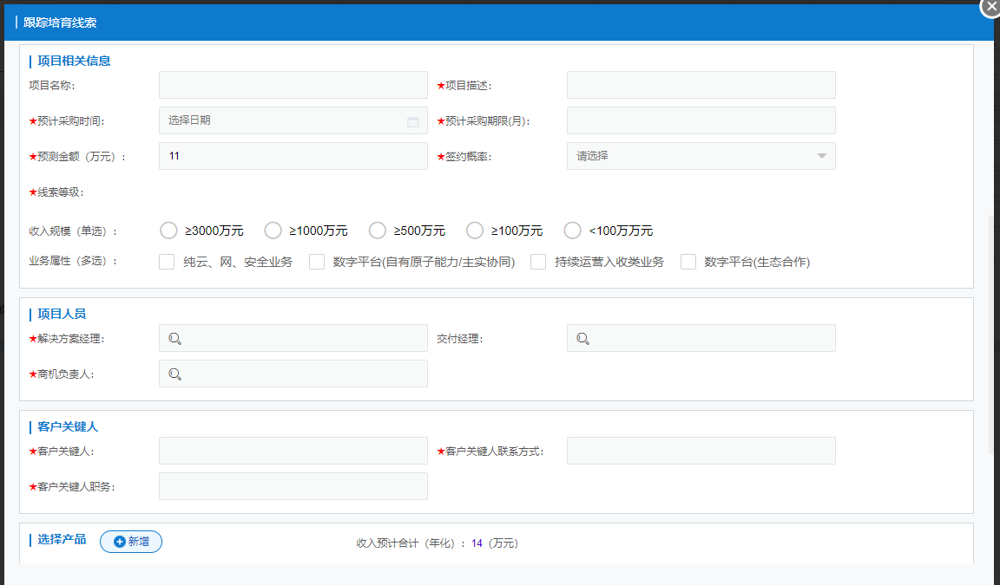 跟踪培育线索
项目相关信息
项目名称: ★项目描述:
★预计采购时间: 选择日期 ★预计采购期限(月):
★预测金额（万元）: 11 ★签约概率: 请选择
★线索等级:
收入规模（单选）: ≥3000万元 ≥1000万元 ≥500万元 ≥100万元 <100万万元
业务属性（多选）: 纯云、网、安全业务 数字平台(自有原子能力/主实协同) 持续运营入收类业务 数字平台(生态合作)
项目人员
★解决方案经理: 交付经理:
★商机负责人:
客户关键人
★客户关键人: ★客户关键人联系方式:
★客户关键人职务:
选择产品 新增 收入预计合计（年化）: 14（万元）